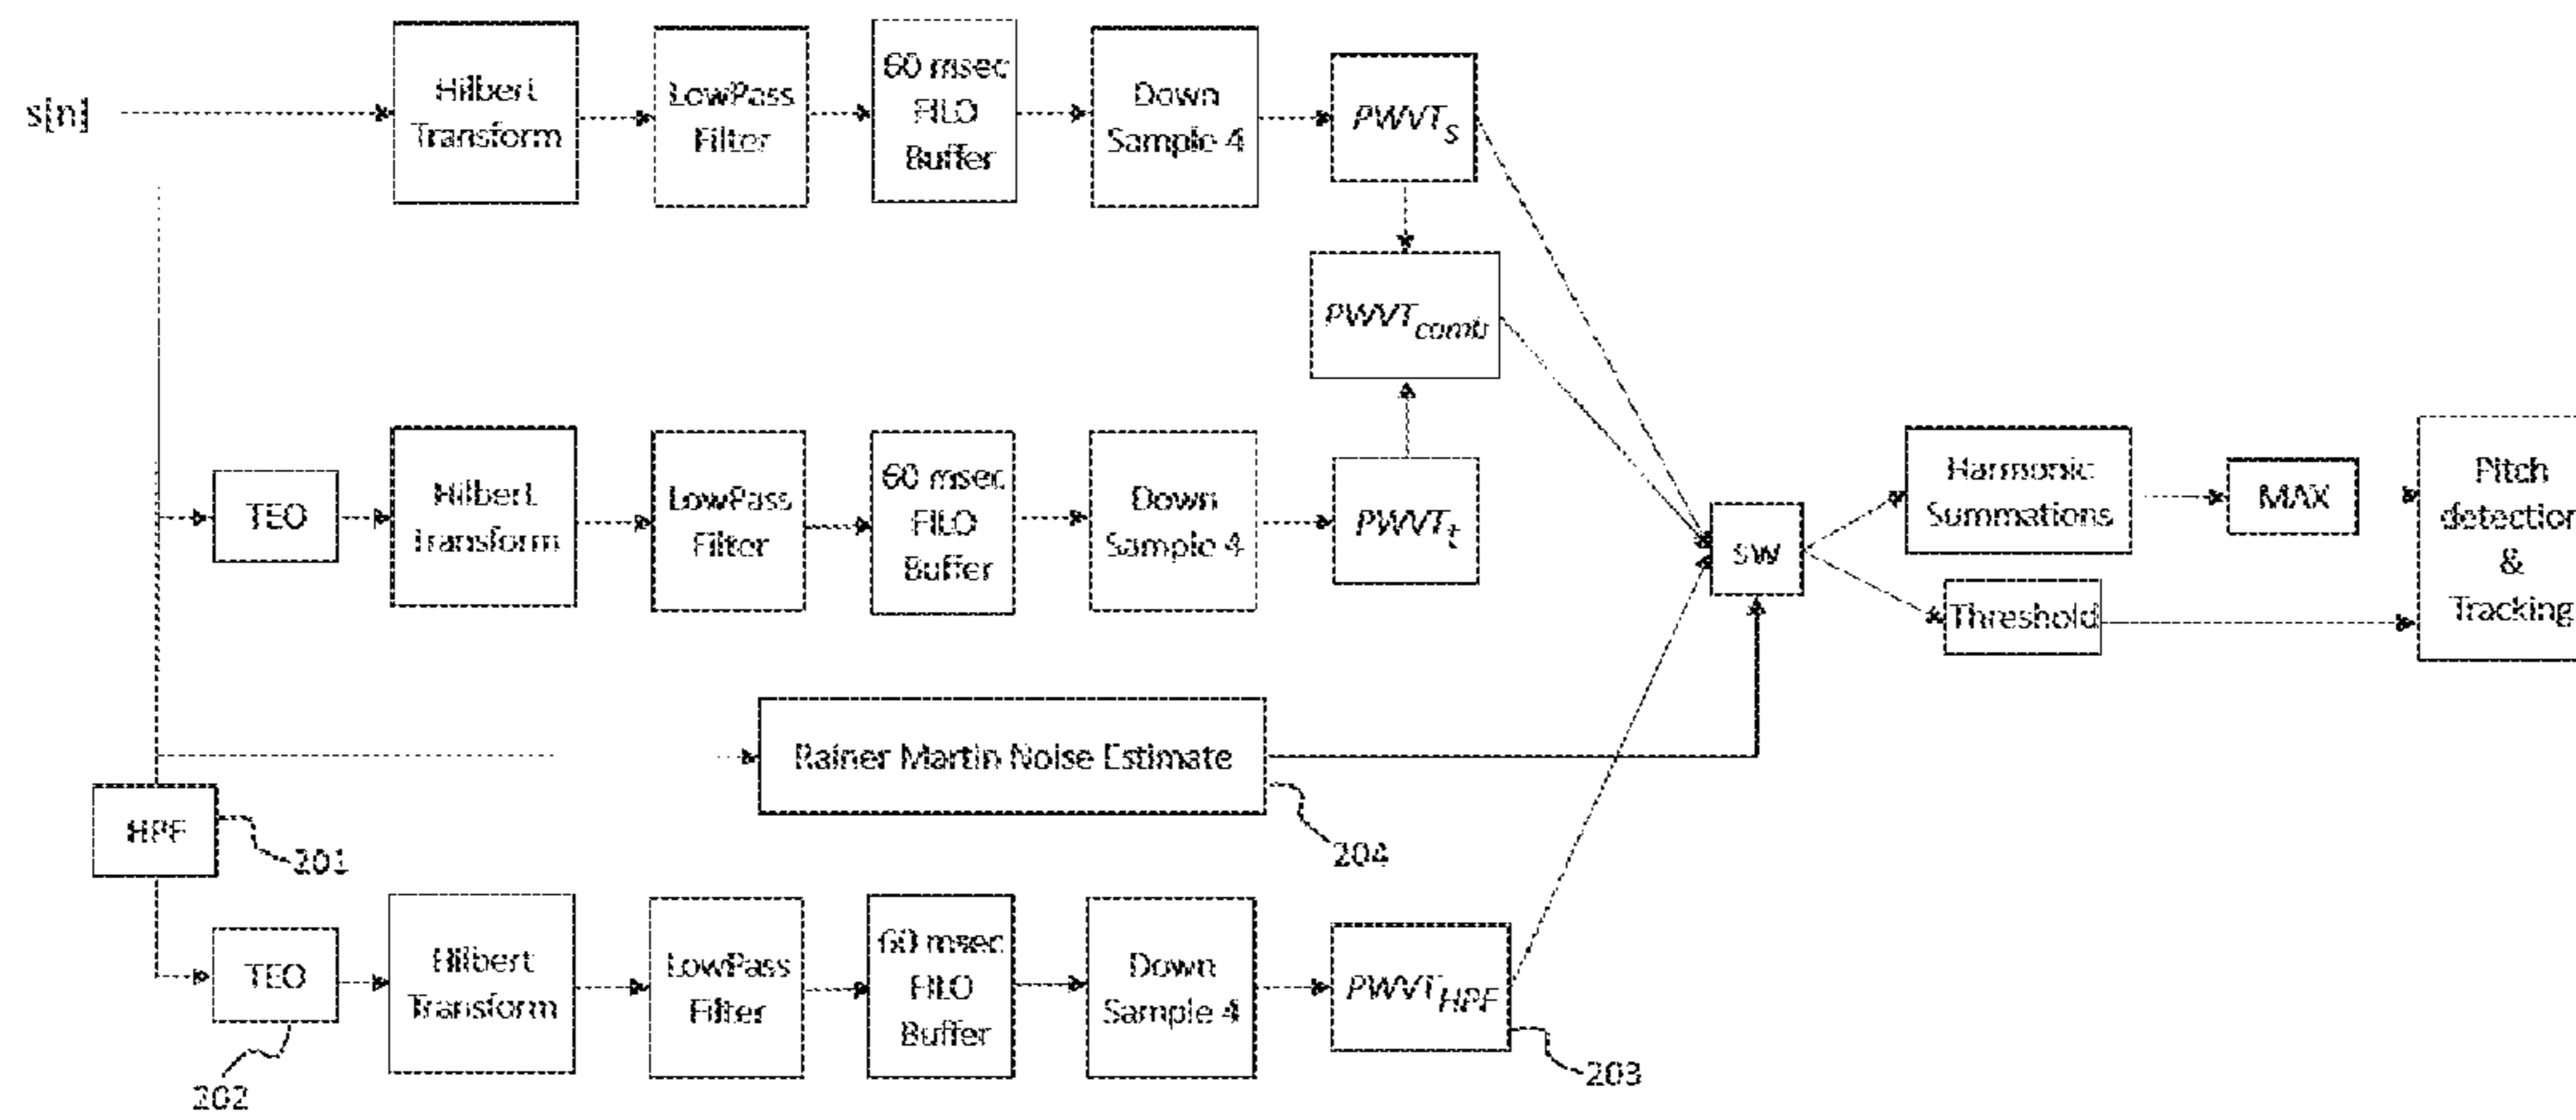 s[n]
Hilbert
Transform
LowPass
Filter
60 msec
FILO
Buffer
Down
Sample 4
PWVT_s
PWVT_comb
TEO
Hilbert
Transform
LowPass
Filter
60 msec
FILO
Buffer
Down
Sample 4
PWVT_t
SW
Harmonic
Summations
MAX
Threshold
Pitch
detection
&
Tracking
Rainer Martin Noise Estimate
204
HPF
201
TEO
202
Hilbert
Transform
LowPass
Filter
60 msec
FILO
Buffer
Down
Sample 4
PWVT_HPF
203